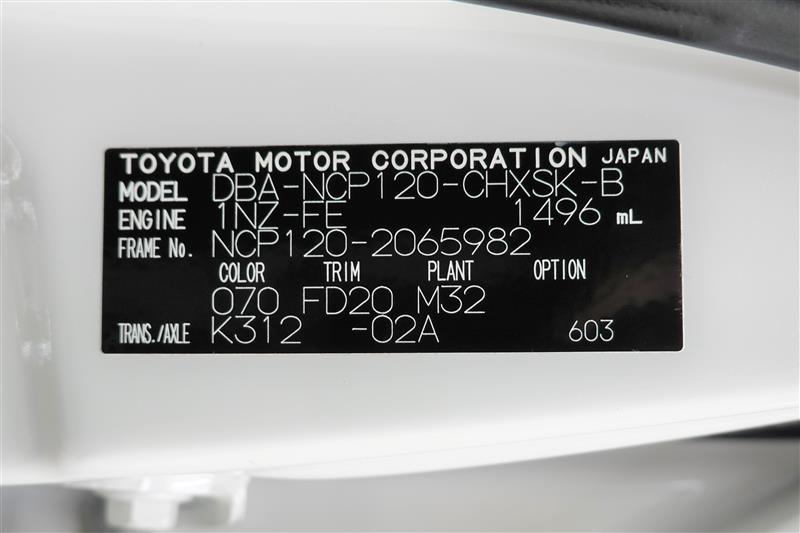 TOYOTA MOTOR CORPORATION JAPAN
MODEL DBA-NCP120-CHXSK-B
ENGINE 1NZ-FE 1496 mL
FRAME No. NCP120-2065982
COLOR TRIM PLANT OPTION
070 FD20 M32
TRANS./AXLE K312 -02A 603